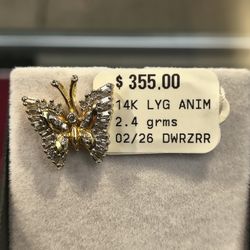 $ 355.00
14K LYG ANIM
2.4 grms
02/26 DWRZRR